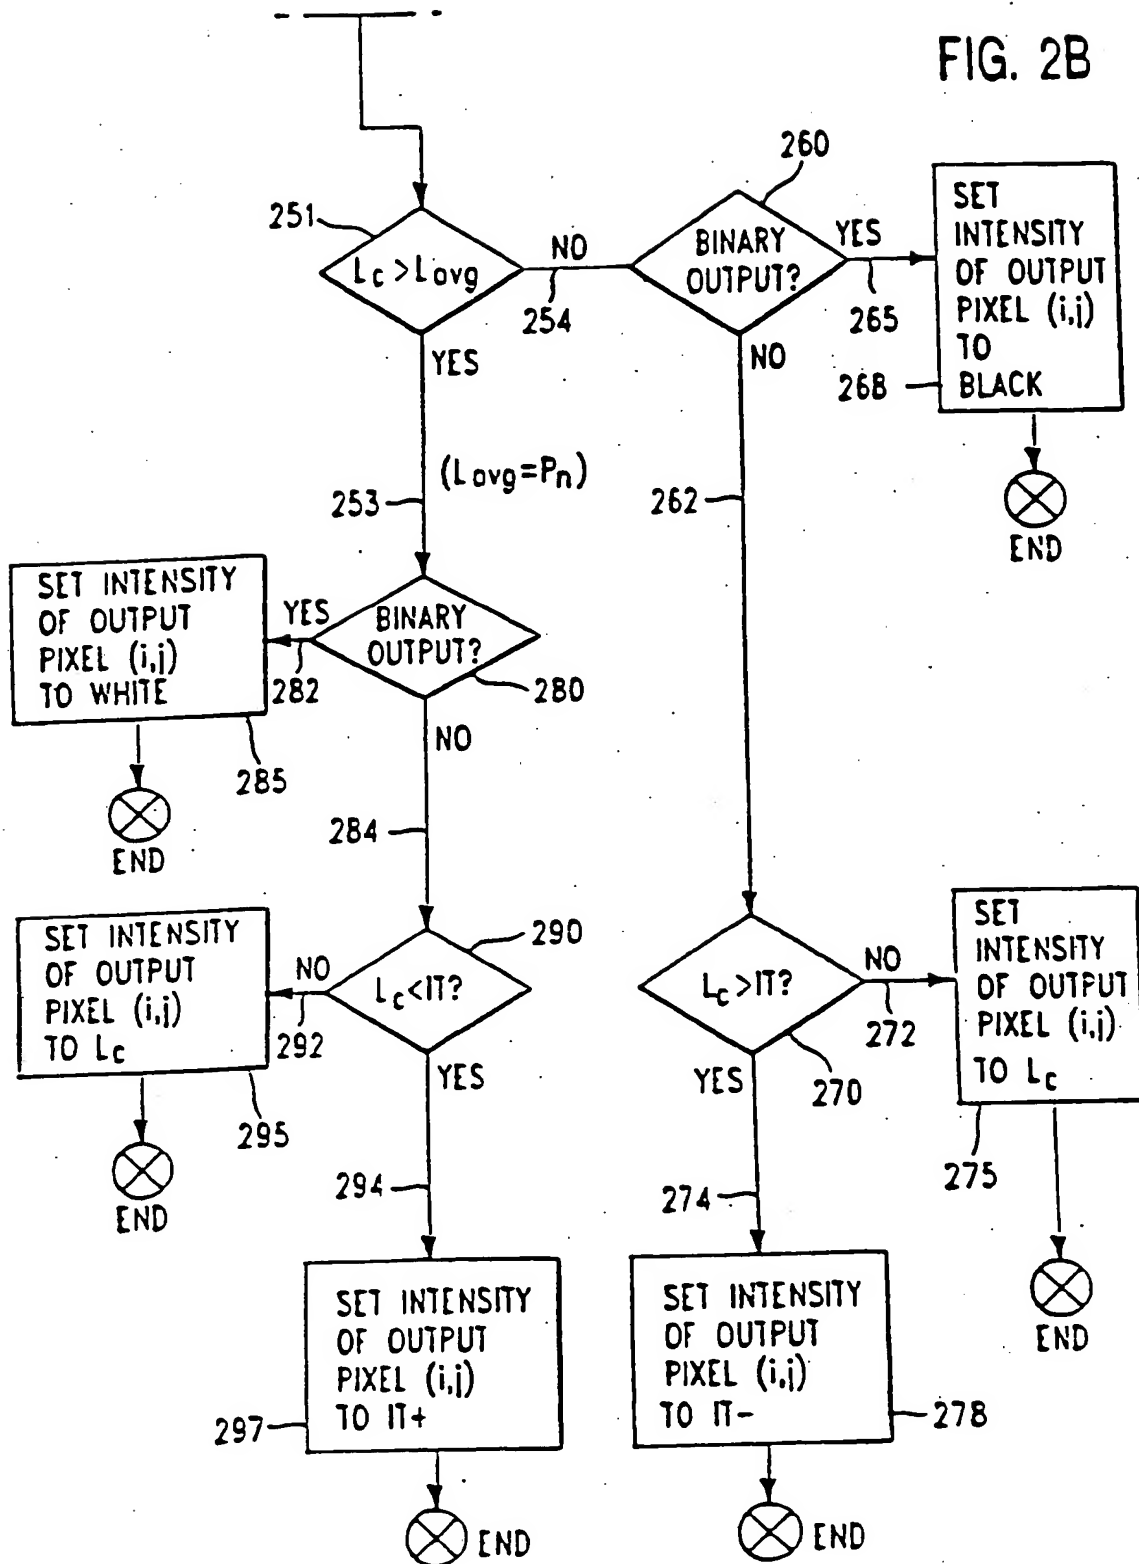 FIG. 2B
251
L c > L avg
NO
254
YES
260
BINARY
OUTPUT?
YES
265
NO
SET
INTENSITY
OF OUTPUT
PIXEL (i,j)
TO
BLACK
268
END
(L avg = Pn)
253
262
SET INTENSITY
OF OUTPUT
PIXEL (i,j)
TO WHITE
YES
282
BINARY
OUTPUT?
280
285
NO
END
284
SET INTENSITY
OF OUTPUT
PIXEL (i,j)
TO Lc
NO
292
Lc<IT?
290
YES
295
END
Lc>IT?
NO
272
YES
270
SET
INTENSITY
OF OUTPUT
PIXEL (i,j)
TO Lc
275
END
294
274
SET INTENSITY
OF OUTPUT
PIXEL (i,j)
TO IT+
297
END
SET INTENSITY
OF OUTPUT
PIXEL (i,j)
TO IT-
278
END